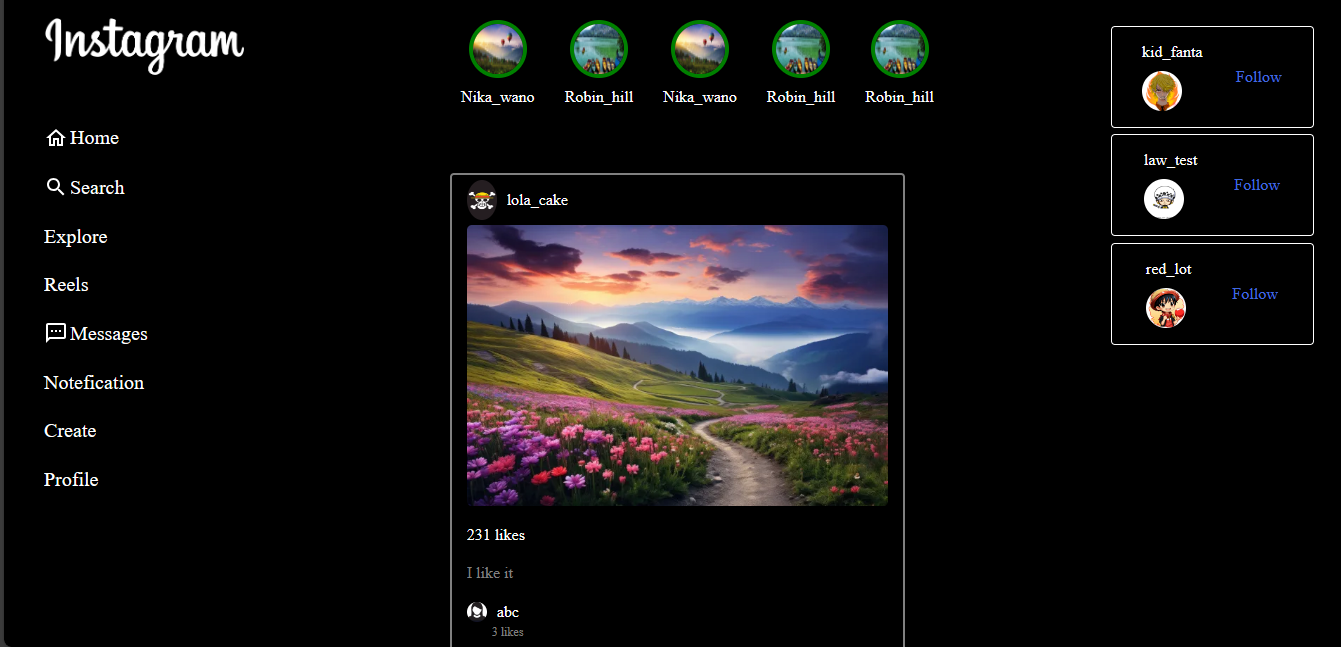 Instagram
Home
Search
Explore
Reels
Messages
Notefication
Create
Profile
Nika_wano
Robin_hill
Nika_wano
Robin_hill
Robin_hill
lola_cake
231 likes
I like it
abc
3 likes
kid_fanta
Follow
law_test
Follow
red_lot
Follow